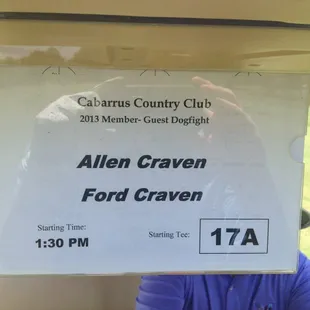 Cabarrus Country Club
2013 Member- Guest Dogfight
Allen Craven
Ford Craven
Starting Time:
1:30 PM
Starting Tee:
17A